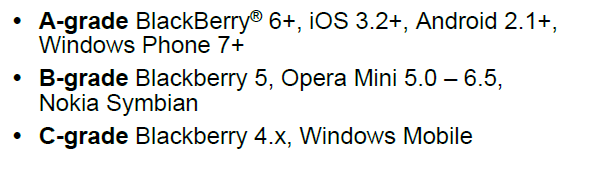 • A-grade BlackBerry® 6+, iOS 3.2+, Android 2.1+,
Windows Phone 7+
• B-grade Blackberry 5, Opera Mini 5.0 – 6.5,
Nokia Symbian
• C-grade Blackberry 4.x, Windows Mobile